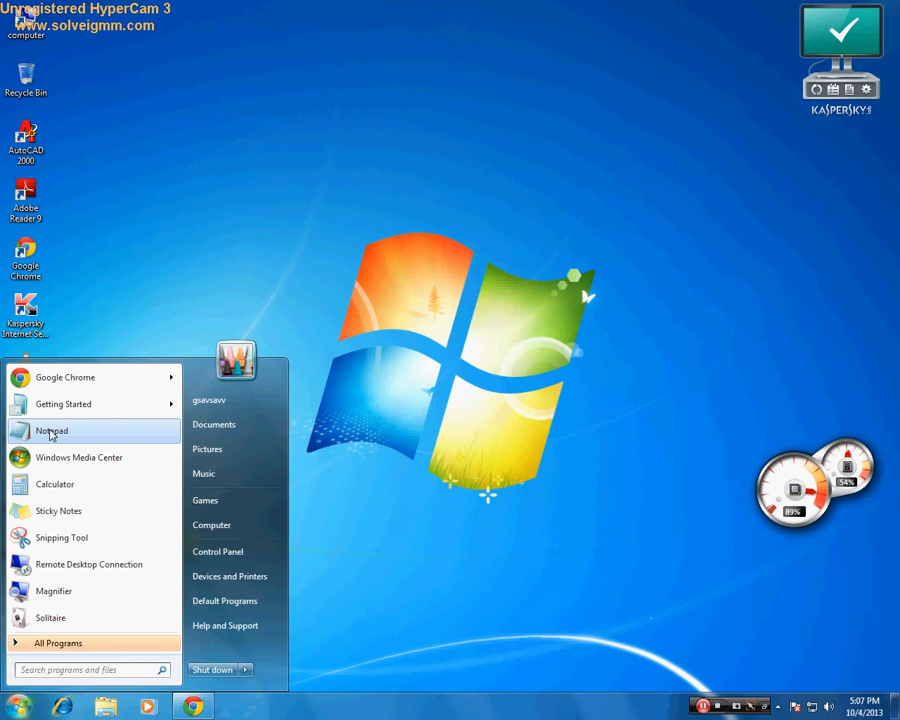 Unregistered HyperCam 3
www.solveigmm.com
computer
Recycle Bin
AutoCAD
2000
Adobe
Reader 9
Google
Chrome
Kaspersky
Internet Se...
KASPERSKY
Google Chrome
Getting Started
Notepad
Windows Media Center
Calculator
Sticky Notes
Snipping Tool
Remote Desktop Connection
Magnifier
Solitaire
All Programs
Search programs and files
gsavsavv
Documents
Pictures
Music
Games
Computer
Control Panel
Devices and Printers
Default Programs
Help and Support
Shut down
89%
54%
5:07 PM
10/4/2013